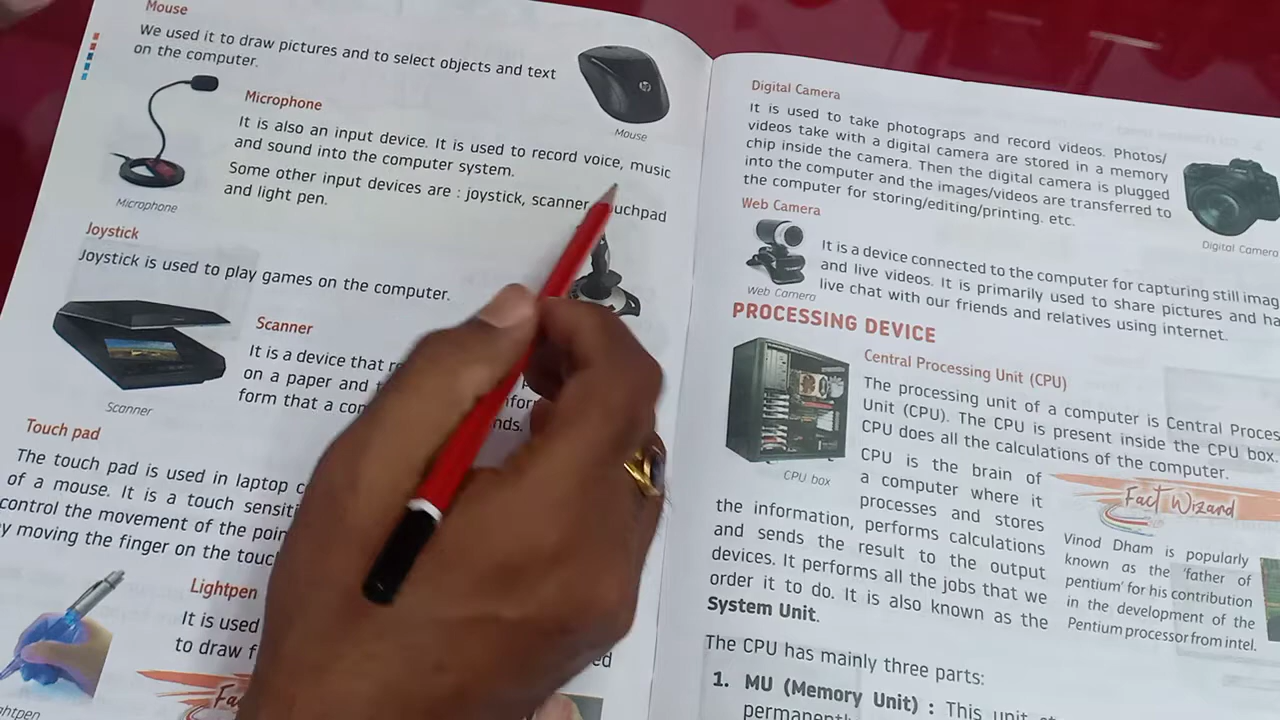 Mouse
We used it to draw pictures and to select objects and text
on the computer.
Mouse
Microphone
It is also an input device. It is used to record voice, music
and sound into the computer system.
Some other input devices are : joystick, scanner
and light pen.
Microphone
Joystick
Joystick is used to play games on the computer.
Scanner
It is a device that
on a paper and
form that a
Scanner
Touch pad
The touch pad is used in laptop
of a mouse. It is a touch
control the movement of the
moving the finger on the
Lightpen
It is used
to draw
Digital Camera
It is used to take photograps and record videos. Photos/
videos take with a digital camera are stored in a memory
chip inside the camera. Then the digital camera is plugged
into the computer and the images/videos are transferred to
the computer for storing/editing/printing. etc.
Digital Camera
Web Camera
It is a device connected to the computer for capturing still
and live videos. It is primarily used to share pictures and
live chat with our friends and relatives using internet.
Web Camera
PROCESSING DEVICE
Central Processing Unit (CPU)
The processing unit of a computer is Central
Unit (CPU). The CPU is present inside the CPU box.
CPU does all the calculations of the computer.
CPU box
CPU is the brain of
a computer where it
processes and stores
the information, performs calculations
and sends the result to the output
devices. It performs all the jobs that we
order it to do. It is also known as the
System Unit.
Fact Wizard
Vinod Dham is popularly
known as the 'father of
pentium' for his contribution
in the development of the
Pentium processor from intel.
The CPU has mainly three parts:
1. MU (Memory Unit) : This unit